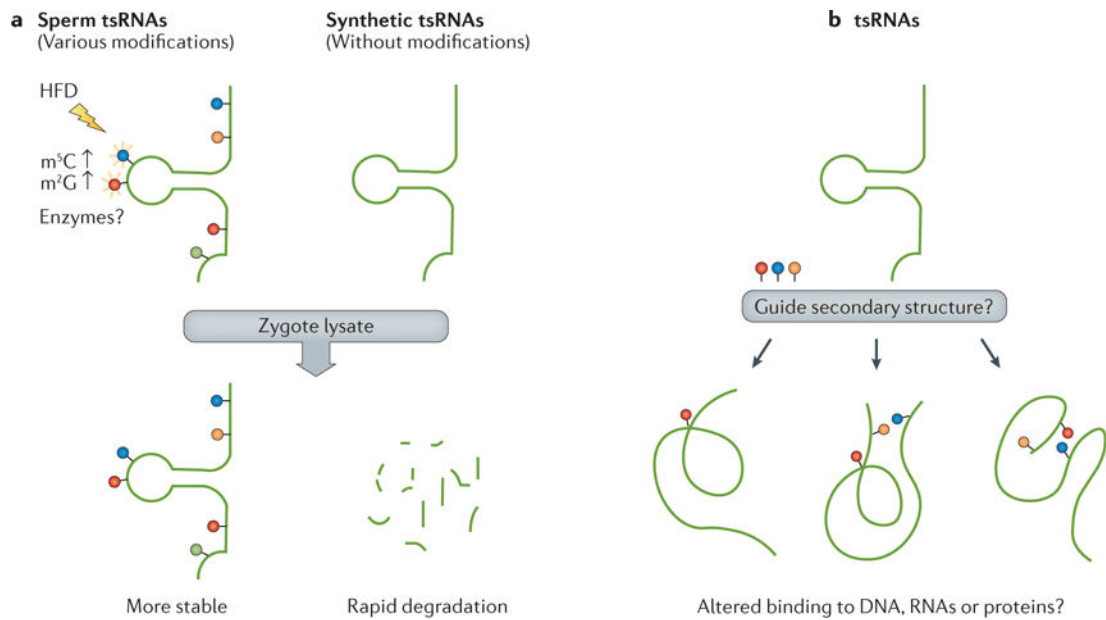 a Sperm tsRNAs
(Various modifications)
Synthetic tsRNAs
(Without modifications)
HFD
m⁵C ↑
m²G ↑
Enzymes?
Zygote lysate
More stable
Rapid degradation
b tsRNAs
Guide secondary structure?
Altered binding to DNA, RNAs or proteins?